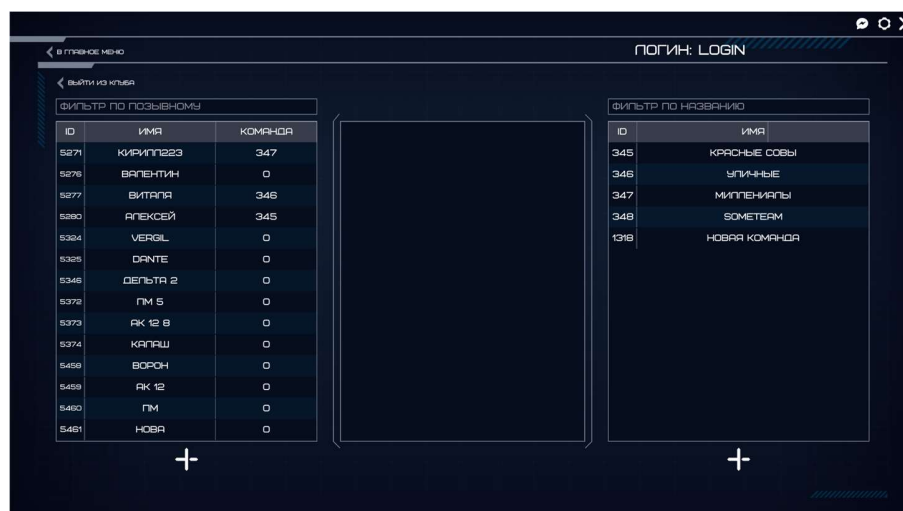 В ГЛАВНОЕ МЕНЮ
ЛОГИН: LOGIN
ВЫЙТИ ИЗ КЛУБА
ФИЛЬТР ПО ПОЗЫВНОМУ
ФИЛЬТР ПО НАЗВАНИЮ
ID ИМЯ КОМАНДА
5271 КИРИЛЛ223 347
5276 ВАЛЕНТИН 0
5277 ВИТАЛЯ 346
5280 АЛЕКСЕЙ 345
5324 VERGIL 0
5325 DANTE 0
5346 ДЕЛЬТА 2 0
5372 ПМ 5 0
5373 АК 12 8 0
5374 КАЛАШ 0
5458 ВОРОН 0
5459 АК 12 0
5460 ПМ 0
5461 НОВА 0
ID ИМЯ
345 КРАСНЫЕ СОВЫ
346 УЛИЧНЫЕ
347 МИЛЛЕНИАЛЫ
348 SOMETEAM
1318 НОВАЯ КОМАНДА